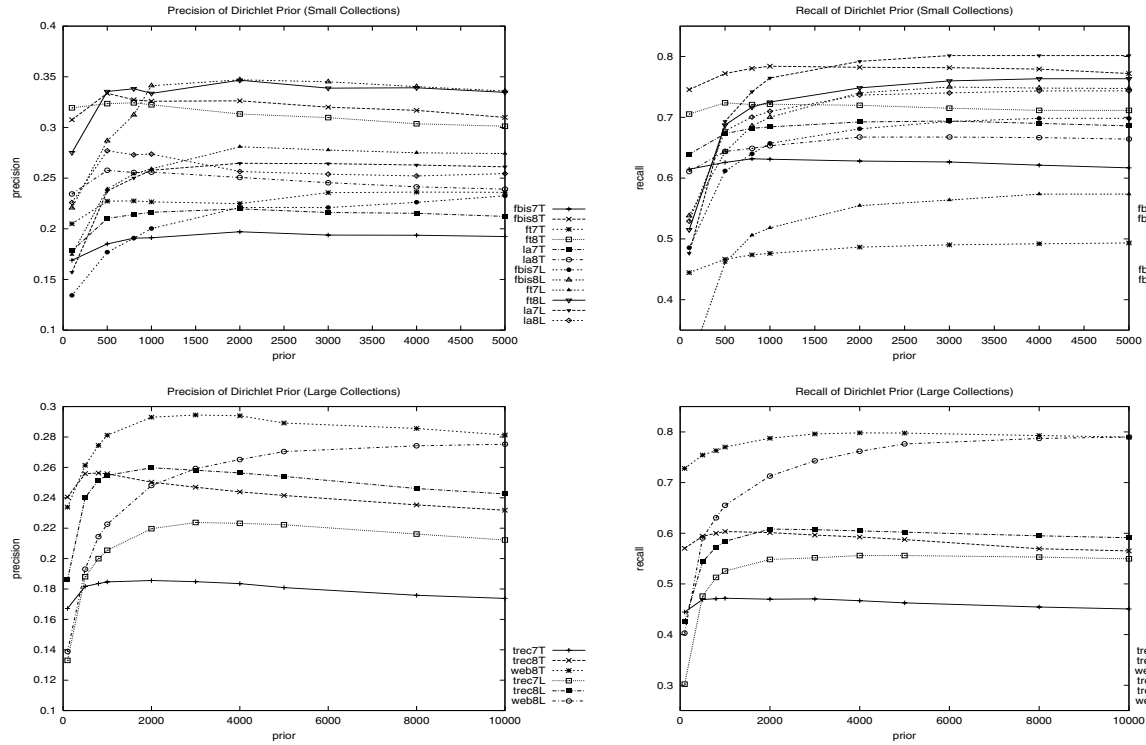 Precision of Dirichlet Prior (Small Collections)
0.4
0.35
0.3
0.25
0.2
0.15
0.1
precision
0 500 1000 1500 2000 2500 3000 3500 4000 4500 5000
prior
fbis7T
fbis8T
ft7T
ft8T
la7T
la8T
fbis7L
fbis8L
ft7L
ft8L
la7L
la8L
Recall of Dirichlet Prior (Small Collections)
0.8
0.7
0.6
0.5
0.4
recall
0 500 1000 1500 2000 2500 3000 3500 4000 4500 5000
prior
Precision of Dirichlet Prior (Large Collections)
0.3
0.28
0.26
0.24
0.22
0.2
0.18
0.16
0.14
0.12
0.1
precision
0 2000 4000 6000 8000 10000
prior
trec7T
trec8T
web8T
trec7L
trec8L
web8L
Recall of Dirichlet Prior (Large Collections)
0.8
0.7
0.6
0.5
0.4
0.3
recall
0 2000 4000 6000 8000 10000
prior